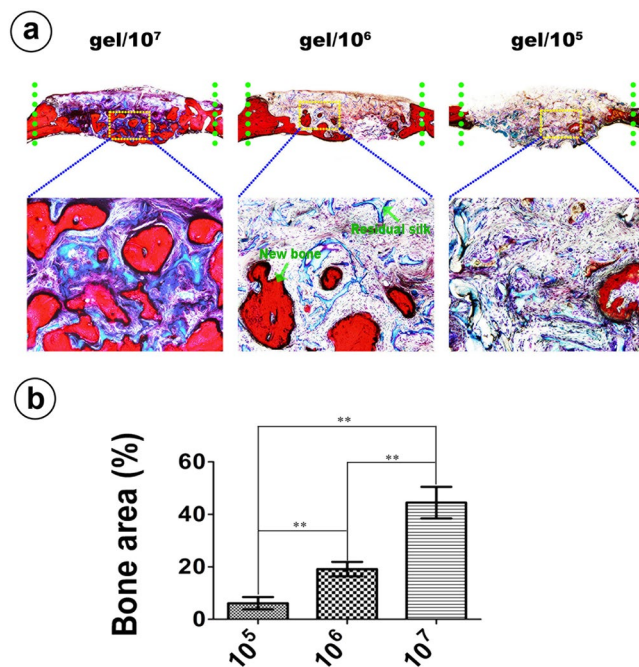 a
gel/10⁷ gel/10⁶ gel/10⁵
Residual silk
New bone
b
Bone area (%)
60
40
20
0
**
**
**
10⁵ 10⁶ 10⁷